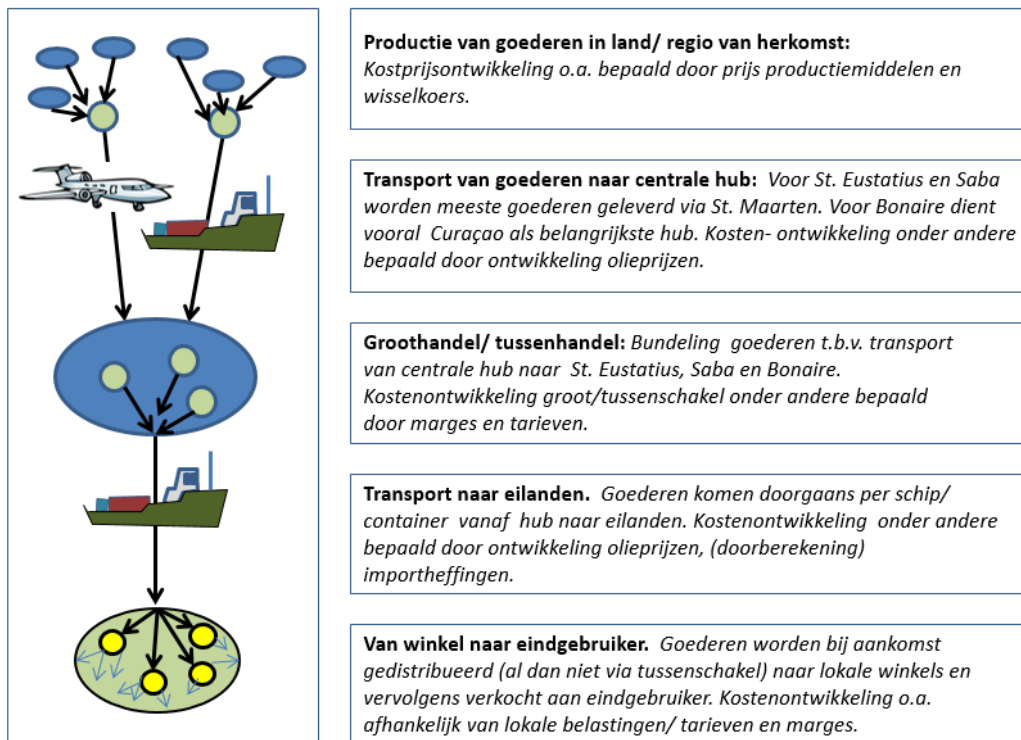 Productie van goederen in land/ regio van herkomst:
Kostprijsontwikkeling o.a. bepaald door prijs productiemiddelen en
wisselkoers.
Transport van goederen naar centrale hub: Voor St. Eustatius en Saba
worden meeste goederen geleverd via St. Maarten. Voor Bonaire dient
vooral Curaçao als belangrijkste hub. Kosten- ontwikkeling onder andere
bepaald door ontwikkeling olieprijzen.
Groothandel/ tussenhandel: Bundeling goederen t.b.v. transport
van centrale hub naar St. Eustatius, Saba en Bonaire.
Kostenontwikkeling groot/tussenschakel onder andere bepaald
door marges en tarieven.
Transport naar eilanden. Goederen komen doorgaans per schip/
container vanaf hub naar eilanden. Kostenontwikkeling onder andere
bepaald door ontwikkeling olieprijzen, (doorberekening)
importheffingen.
Van winkel naar eindgebruiker. Goederen worden bij aankomst
gedistribueerd (al dan niet via tussenschakel) naar lokale winkels en
vervolgens verkocht aan eindgebruiker. Kostenontwikkeling o.a.
afhankelijk van lokale belastingen/ tarieven en marges.